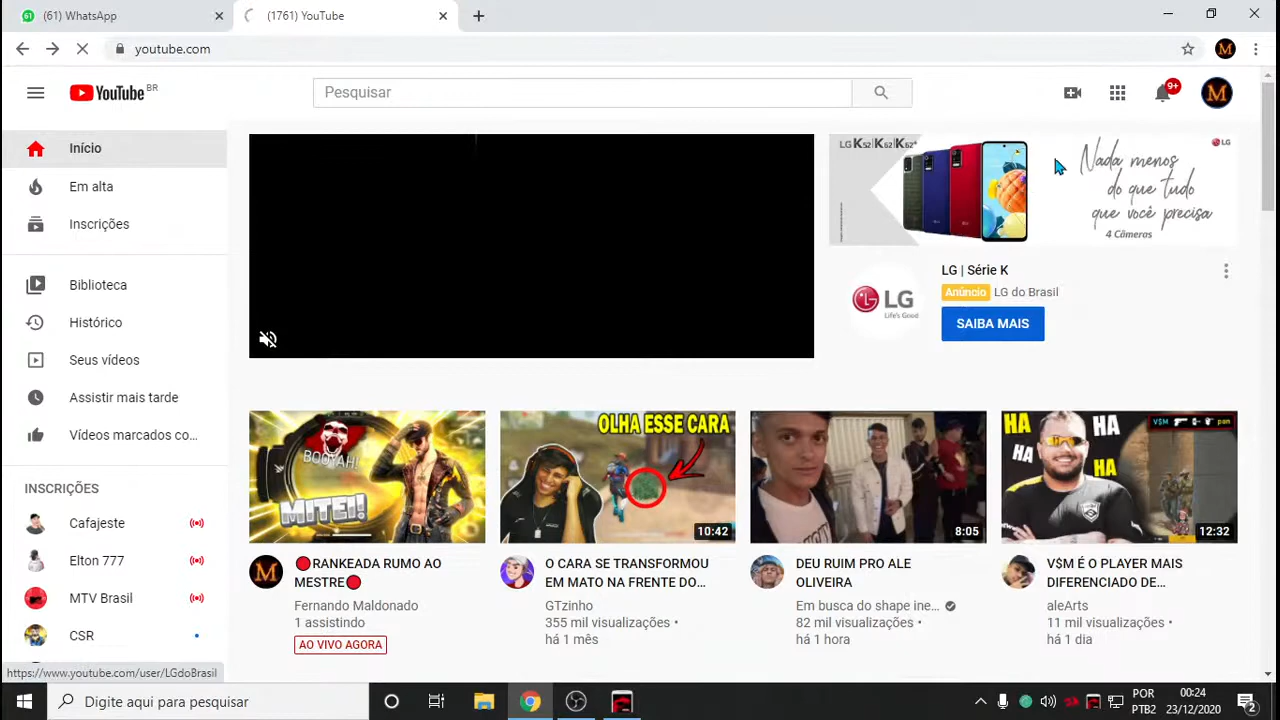 (61) WhatsApp
(1761) YouTube
youtube.com
M
YouTube BR
Pesquisar
9+
M
Início
Em alta
Inscrições
Biblioteca
Histórico
Seus vídeos
Assistir mais tarde
Vídeos marcados co...
INSCRIÇÕES
Cafajeste
Elton 777
MTV Brasil
CSR
LG K52 K62 K62+
LG
Nada menos
do que tudo
que você precisa
4 Câmeras
LG | Série K
Anúncio LG do Brasil
LG
Life's Good
SAIBA MAIS
BOOYAH!
MITEI!
OLHA ESSE CARA
10:42
8:05
HA HA
HA HA
V$M
12:32
🔴RANKEADA RUMO AO
MESTRE🔴
M
Fernando Maldonado
1 assistindo
AO VIVO AGORA
O CARA SE TRANSFORMOU
EM MATO NA FRENTE DO...
GTzinho
355 mil visualizações •
há 1 mês
DEU RUIM PRO ALE
OLIVEIRA
Em busca do shape ine...
82 mil visualizações •
há 1 hora
V$M É O PLAYER MAIS
DIFERENCIADO DE...
aleArts
11 mil visualizações •
há 1 dia
https://www.youtube.com/user/LGdoBrasil
Digite aqui para pesquisar
POR
PTB2
00:24
23/12/2020
2